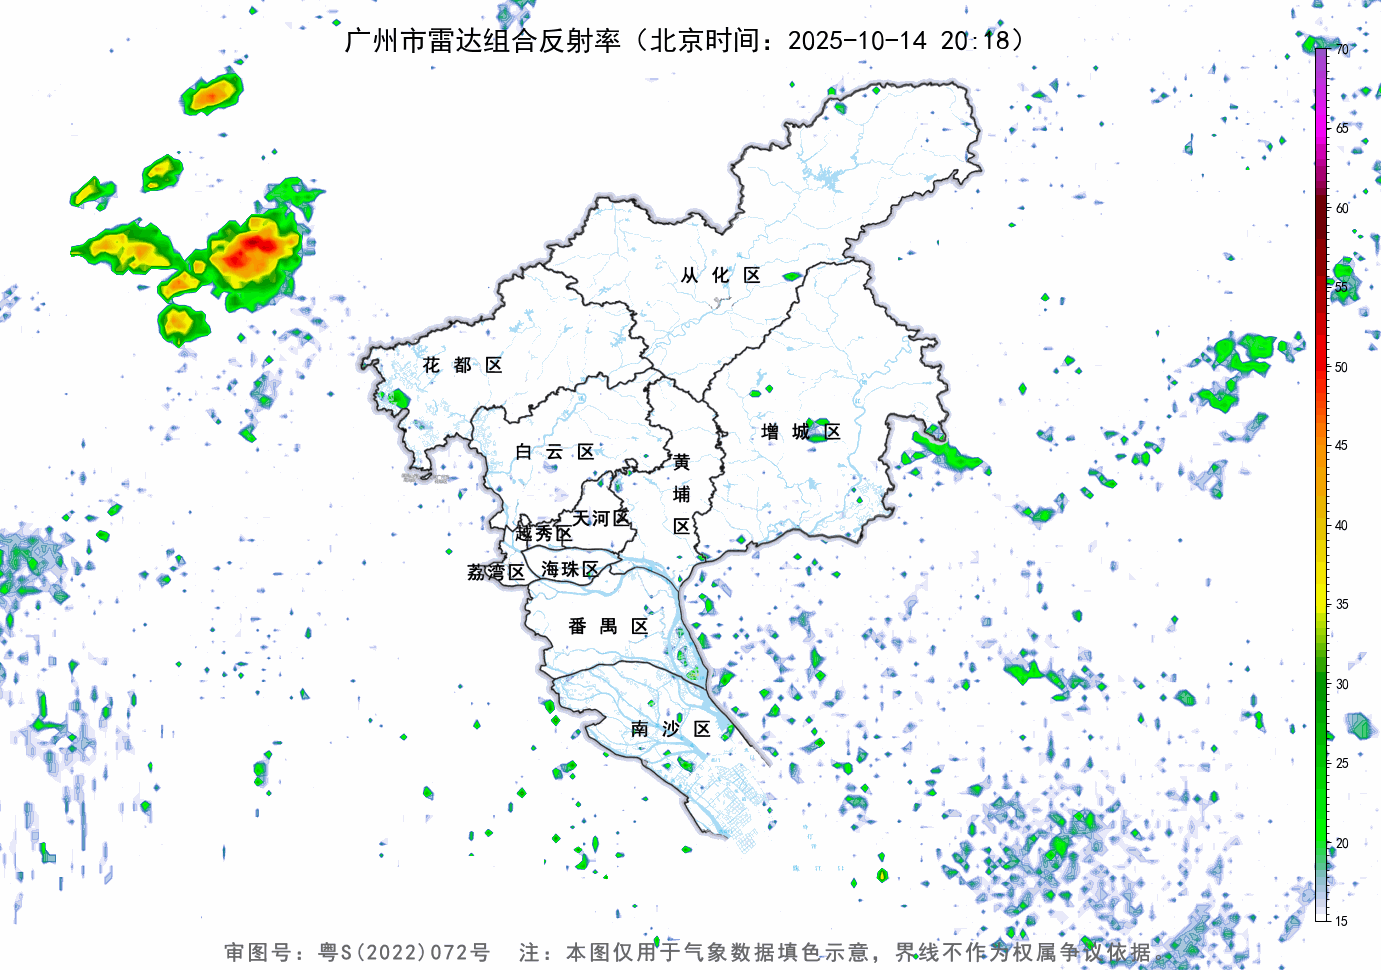 广州市雷达组合反射率（北京时间：2025-10-14 20:18）
70
65
60
55
50
45
40
35
30
25
20
15
从化区
花都区
增城区
白云区
黄埔区
天河区
越秀区
荔湾区
海珠区
番禺区
南沙区
审图号：粤S(2022)072号 注：本图仅用于气象数据填色示意，界线不作为权属争议依据。